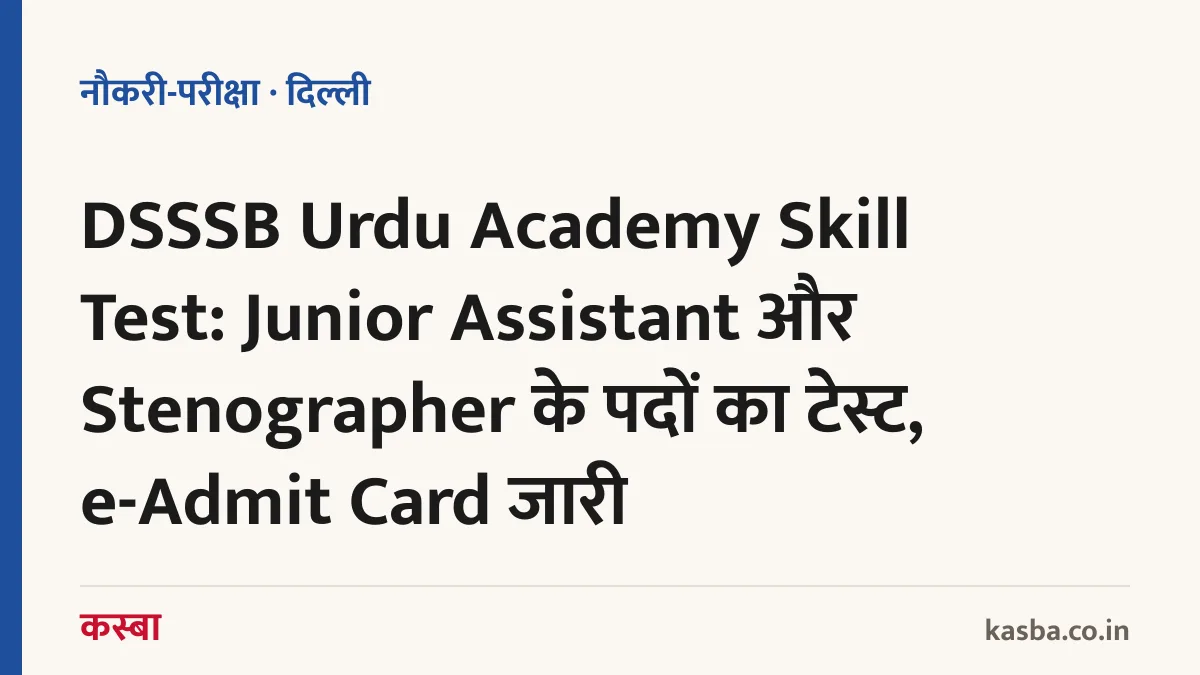 नौकरी-परीक्षा · दिल्ली
DSSSB Urdu Academy Skill
Test: Junior Assistant और
Stenographer के पदों का टेस्ट,
e-Admit Card जारी
कस्बा
kasba.co.in